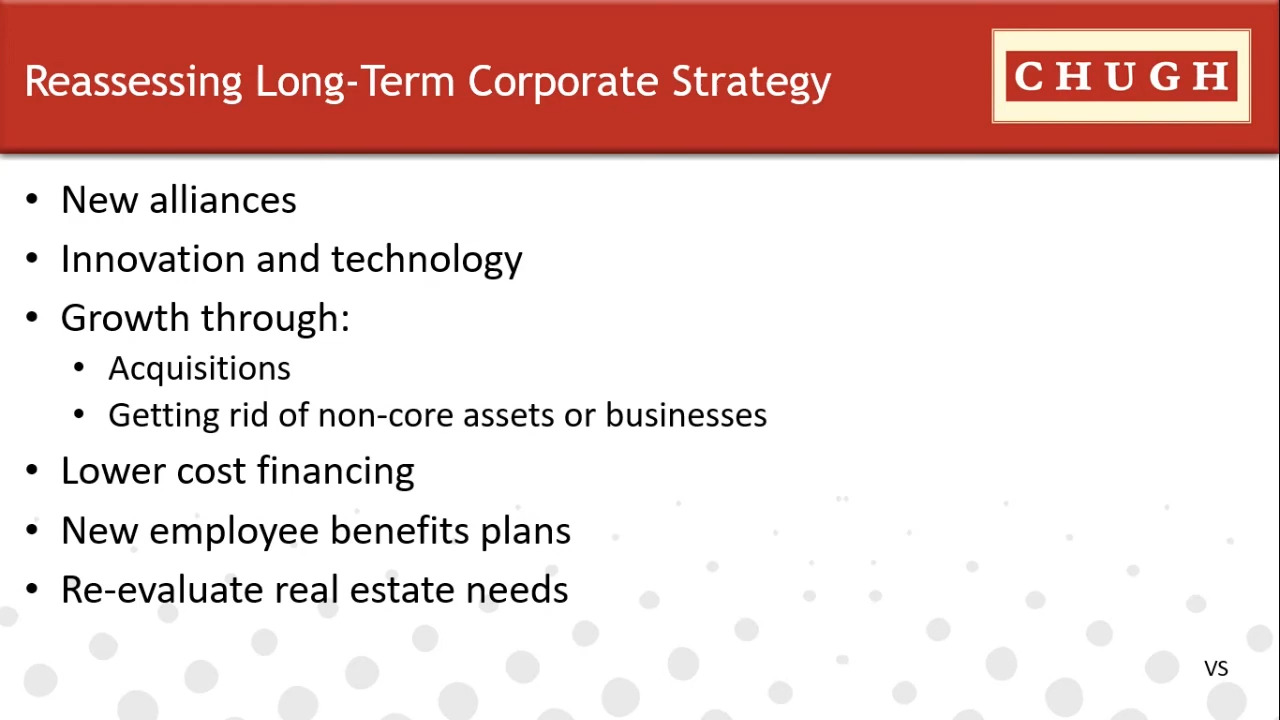 Reassessing Long-Term Corporate Strategy
CHUGH
• New alliances
• Innovation and technology
• Growth through:
• Acquisitions
• Getting rid of non-core assets or businesses
• Lower cost financing
• New employee benefits plans
• Re-evaluate real estate needs
VS